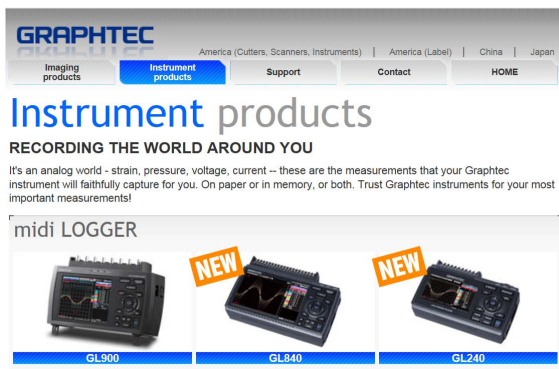 GRAPHTEC
America (Cutters, Scanners, Instruments) | America (Label) | China | Japan
Imaging products
Instrument products
Support
Contact
HOME
Instrument products
RECORDING THE WORLD AROUND YOU
It's an analog world - strain, pressure, voltage, current -- these are the measurements that your Graphtec
instrument will faithfully capture for you. On paper or in memory, or both. Trust Graphtec instruments for your most
important measurements!
midi LOGGER
NEW
NEW
GL900
GL840
GL240